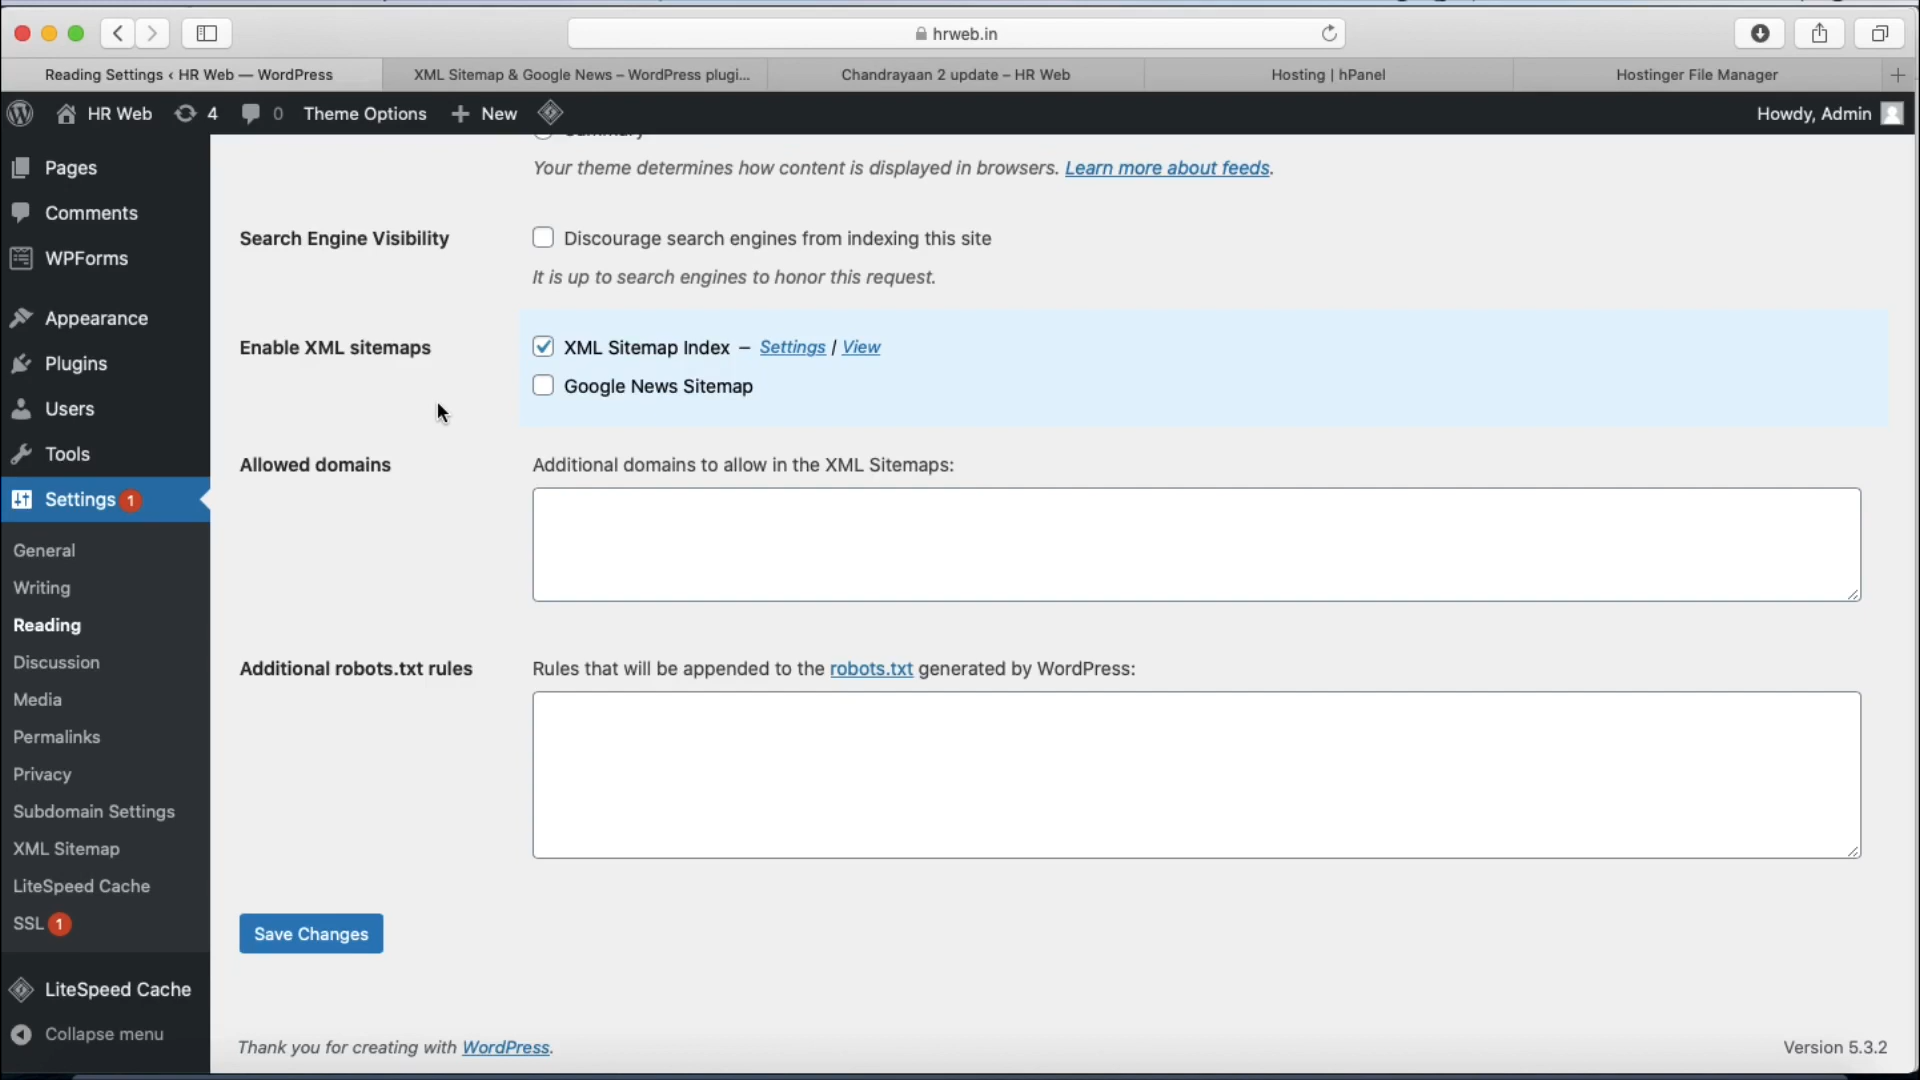 hrweb.in
Reading Settings ‹ HR Web — WordPress
XML Sitemap & Google News – WordPress plugi...
Chandrayaan 2 update – HR Web
Hosting | hPanel
Hostinger File Manager
HR Web 4 0 Theme Options + New
Howdy, Admin
Pages
Comments
WPForms
Appearance
Plugins
Users
Tools
Settings 1
General
Writing
Reading
Discussion
Media
Permalinks
Privacy
Subdomain Settings
XML Sitemap
LiteSpeed Cache
SSL 1
LiteSpeed Cache
Collapse menu
Summary
Your theme determines how content is displayed in browsers. Learn more about feeds.
Search Engine Visibility
Discourage search engines from indexing this site
It is up to search engines to honor this request.
Enable XML sitemaps
XML Sitemap Index – Settings | View
Google News Sitemap
Allowed domains
Additional domains to allow in the XML Sitemaps:
Additional robots.txt rules
Rules that will be appended to the robots.txt generated by WordPress:
Save Changes
Thank you for creating with WordPress.
Version 5.3.2